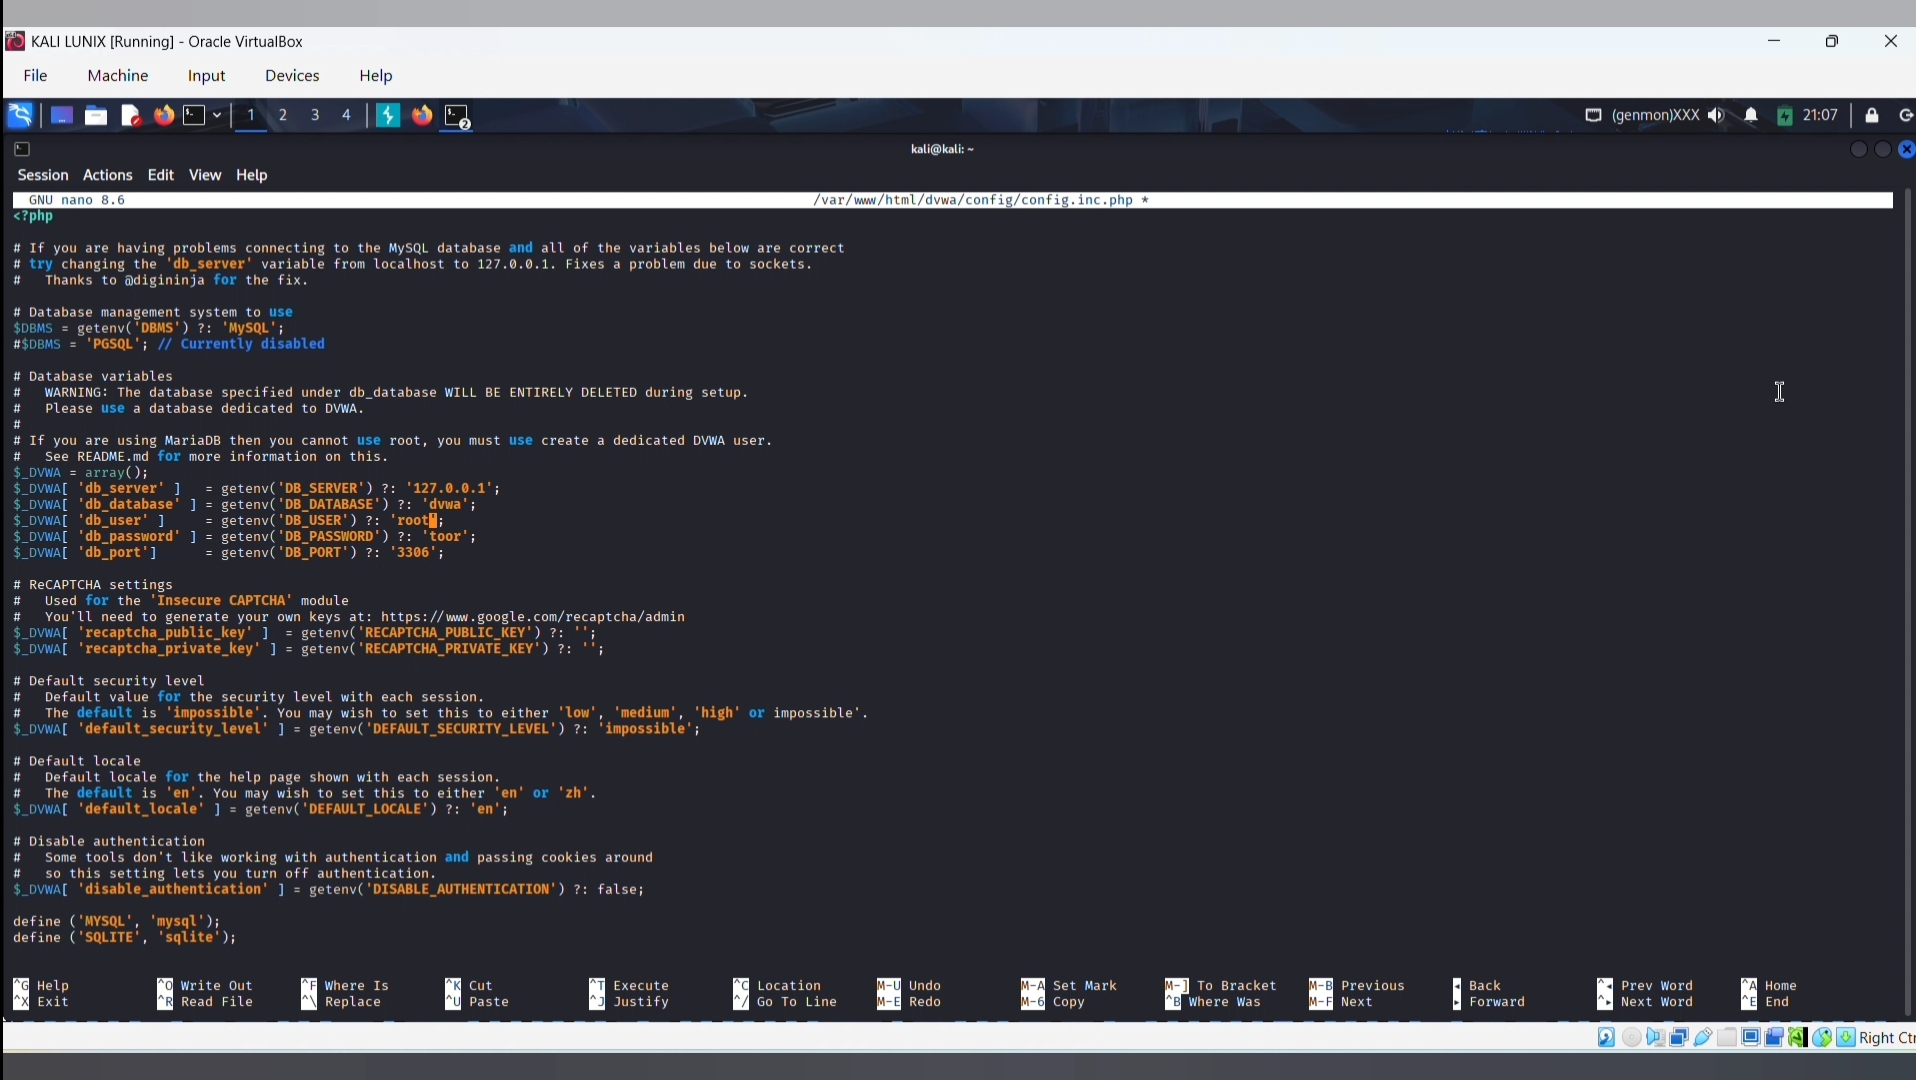 KALI LUNIX [Running] - Oracle VirtualBox
File Machine Input Devices Help
1 2 3 4 2 (genmon)XXX 21:07
kali@kali: ~
Session Actions Edit View Help
GNU nano 8.6 /var/www/html/dvwa/config/config.inc.php *
<?php
# If you are having problems connecting to the MySQL database and all of the variables below are correct
# try changing the 'db_server' variable from localhost to 127.0.0.1. Fixes a problem due to sockets.
#   Thanks to @digininja for the fix.
# Database management system to use
$DBMS = getenv('DBMS') ?: 'MySQL';
#$DBMS = 'PGSQL'; // Currently disabled
# Database variables
#   WARNING: The database specified under db_database WILL BE ENTIRELY DELETED during setup.
#   Please use a database dedicated to DVWA.
#
# If you are using MariaDB then you cannot use root, you must use create a dedicated DVWA user.
#   See README.md for more information on this.
$_DVWA = array();
$_DVWA[ 'db_server' ]   = getenv('DB_SERVER') ?: '127.0.0.1';
$_DVWA[ 'db_database' ] = getenv('DB_DATABASE') ?: 'dvwa';
$_DVWA[ 'db_user' ]     = getenv('DB_USER') ?: 'root';
$_DVWA[ 'db_password' ] = getenv('DB_PASSWORD') ?: 'toor';
$_DVWA[ 'db_port']      = getenv('DB_PORT') ?: '3306';
# ReCAPTCHA settings
#   Used for the 'Insecure CAPTCHA' module
#   You'll need to generate your own keys at: https://www.google.com/recaptcha/admin
$_DVWA[ 'recaptcha_public_key' ]  = getenv('RECAPTCHA_PUBLIC_KEY') ?: '';
$_DVWA[ 'recaptcha_private_key' ] = getenv('RECAPTCHA_PRIVATE_KEY') ?: '';
# Default security level
#   Default value for the security level with each session.
#   The default is 'impossible'. You may wish to set this to either 'low', 'medium', 'high' or impossible'.
$_DVWA[ 'default_security_level' ] = getenv('DEFAULT_SECURITY_LEVEL') ?: 'impossible';
# Default locale
#   Default locale for the help page shown with each session.
#   The default is 'en'. You may wish to set this to either 'en' or 'zh'.
$_DVWA[ 'default_locale' ] = getenv('DEFAULT_LOCALE') ?: 'en';
# Disable authentication
#   Some tools don't like working with authentication and passing cookies around
#   so this setting lets you turn off authentication.
$_DVWA[ 'disable_authentication' ] = getenv('DISABLE_AUTHENTICATION') ?: false;
define ('MYSQL', 'mysql');
define ('SQLITE', 'sqlite');
^G Help ^O Write Out ^F Where Is ^K Cut ^T Execute ^C Location M-U Undo M-A Set Mark M-] To Bracket M-B Previous ◂ Back ^◂ Prev Word ^A Home
^X Exit ^R Read File ^\ Replace ^U Paste ^J Justify ^/ Go To Line M-E Redo M-6 Copy ^B Where Was M-F Next ▸ Forward ^▸ Next Word ^E End
Right Ctr